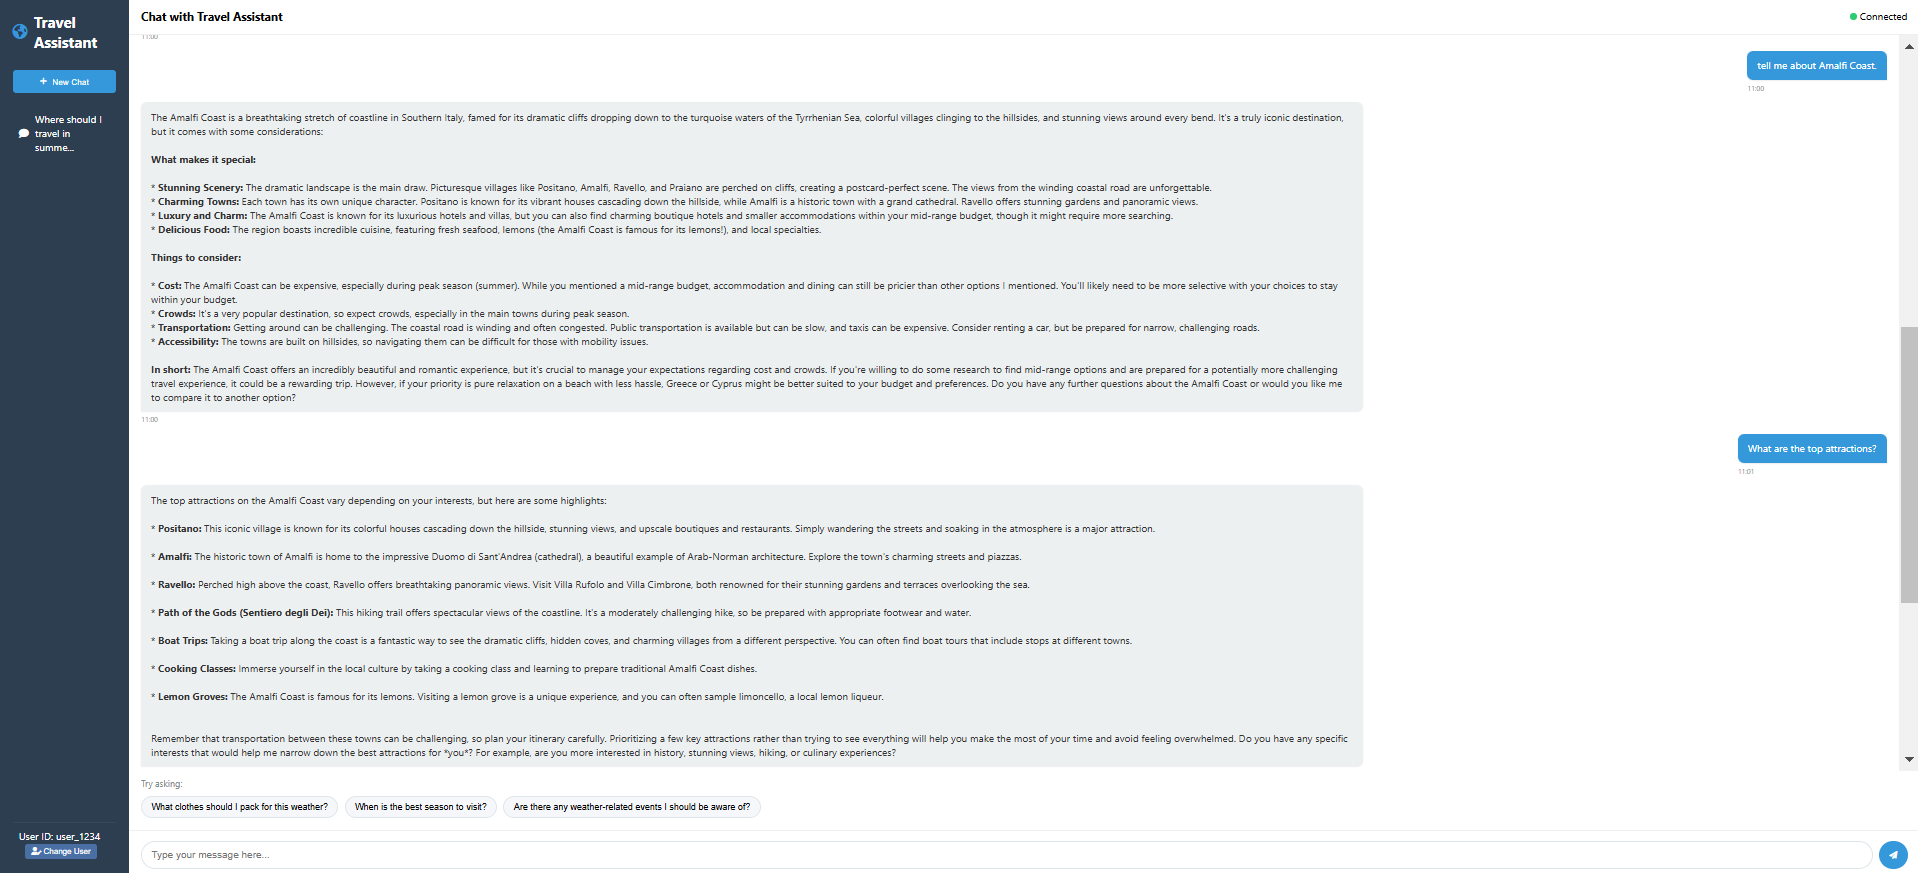 Travel
Assistant
+ New Chat
Where should I
travel in
summe...
User ID: user_1234
Change User
Chat with Travel Assistant
Connected
11:00
tell me about Amalfi Coast.
11:00
The Amalfi Coast is a breathtaking stretch of coastline in Southern Italy, famed for its dramatic cliffs dropping down to the turquoise waters of the Tyrrhenian Sea, colorful villages clinging to the hillsides, and stunning views around every bend. It's a truly iconic destination,
but it comes with some considerations:
What makes it special:
* Stunning Scenery: The dramatic landscape is the main draw. Picturesque villages like Positano, Amalfi, Ravello, and Praiano are perched on cliffs, creating a postcard-perfect scene. The views from the winding coastal road are unforgettable.
* Charming Towns: Each town has its own unique character. Positano is known for its vibrant houses cascading down the hillside, while Amalfi is a historic town with a grand cathedral. Ravello offers stunning gardens and panoramic views.
* Luxury and Charm: The Amalfi Coast is known for its luxurious hotels and villas, but you can also find charming boutique hotels and smaller accommodations within your mid-range budget, though it might require more searching.
* Delicious Food: The region boasts incredible cuisine, featuring fresh seafood, lemons (the Amalfi Coast is famous for its lemons!), and local specialties.
Things to consider:
* Cost: The Amalfi Coast can be expensive, especially during peak season (summer). While you mentioned a mid-range budget, accommodation and dining can still be pricier than other options I mentioned. You'll likely need to be more selective with your choices to stay
within your budget.
* Crowds: It's a very popular destination, so expect crowds, especially in the main towns during peak season.
* Transportation: Getting around can be challenging. The coastal road is winding and often congested. Public transportation is available but can be slow, and taxis can be expensive. Consider renting a car, but be prepared for narrow, challenging roads.
* Accessibility: The towns are built on hillsides, so navigating them can be difficult for those with mobility issues.
In short: The Amalfi Coast offers an incredibly beautiful and romantic experience, but it's crucial to manage your expectations regarding cost and crowds. If you're willing to do some research to find mid-range options and are prepared for a potentially more challenging
travel experience, it could be a rewarding trip. However, if your priority is pure relaxation on a beach with less hassle, Greece or Cyprus might be better suited to your budget and preferences. Do you have any further questions about the Amalfi Coast or would you like me
to compare it to another option?
11:00
What are the top attractions?
11:01
The top attractions on the Amalfi Coast vary depending on your interests, but here are some highlights:
* Positano: This iconic village is known for its colorful houses cascading down the hillside, stunning views, and upscale boutiques and restaurants. Simply wandering the streets and soaking in the atmosphere is a major attraction.
* Amalfi: The historic town of Amalfi is home to the impressive Duomo di Sant'Andrea (cathedral), a beautiful example of Arab-Norman architecture. Explore the town's charming streets and piazzas.
* Ravello: Perched high above the coast, Ravello offers breathtaking panoramic views. Visit Villa Rufolo and Villa Cimbrone, both renowned for their stunning gardens and terraces overlooking the sea.
* Path of the Gods (Sentiero degli Dei): This hiking trail offers spectacular views of the coastline. It's a moderately challenging hike, so be prepared with appropriate footwear and water.
* Boat Trips: Taking a boat trip along the coast is a fantastic way to see the dramatic cliffs, hidden coves, and charming villages from a different perspective. You can often find boat tours that include stops at different towns.
* Cooking Classes: Immerse yourself in the local culture by taking a cooking class and learning to prepare traditional Amalfi Coast dishes.
* Lemon Groves: The Amalfi Coast is famous for its lemons. Visiting a lemon grove is a unique experience, and you can often sample limoncello, a local lemon liqueur.
Remember that transportation between these towns can be challenging, so plan your itinerary carefully. Prioritizing a few key attractions rather than trying to see everything will help you make the most of your time and avoid feeling overwhelmed. Do you have any specific
interests that would help me narrow down the best attractions for *you*? For example, are you more interested in history, stunning views, hiking, or culinary experiences?
Try asking:
What clothes should I pack for this weather?
When is the best season to visit?
Are there any weather-related events I should be aware of?
Type your message here...